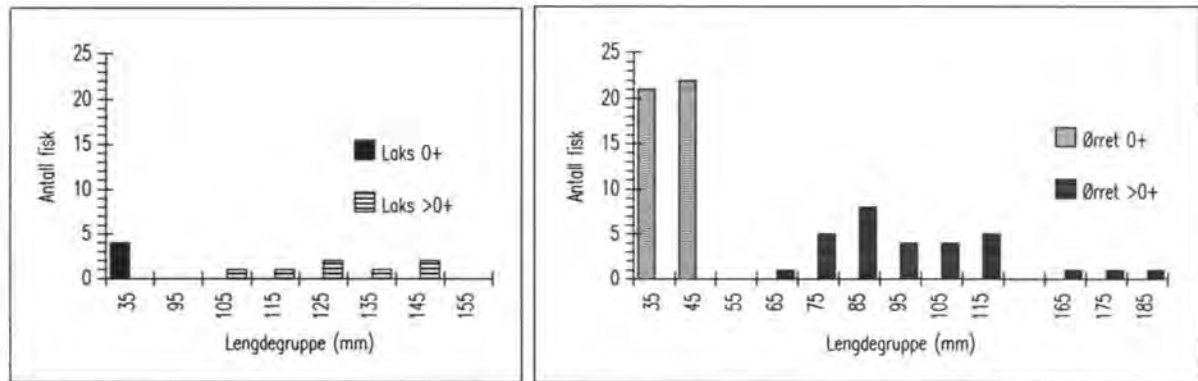 25
20
15
10
5
0
Antall fisk
Laks 0+
Laks >0+
35 95 105 115 125 135 145 155
Lengdegruppe (mm)
25
20
15
10
5
0
Antall fisk
Ørret 0+
Ørret >0+
35 45 55 65 75 85 95 105 115 165 175 185
Lengdegruppe (mm)